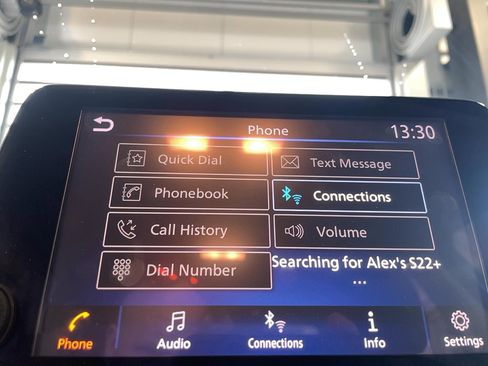 Phone
13:30
Quick Dial
Text Message
Phonebook
Connections
Call History
Volume
Dial Number
Searching for Alex's S22+
...
Phone
Audio
Connections
Info
Settings